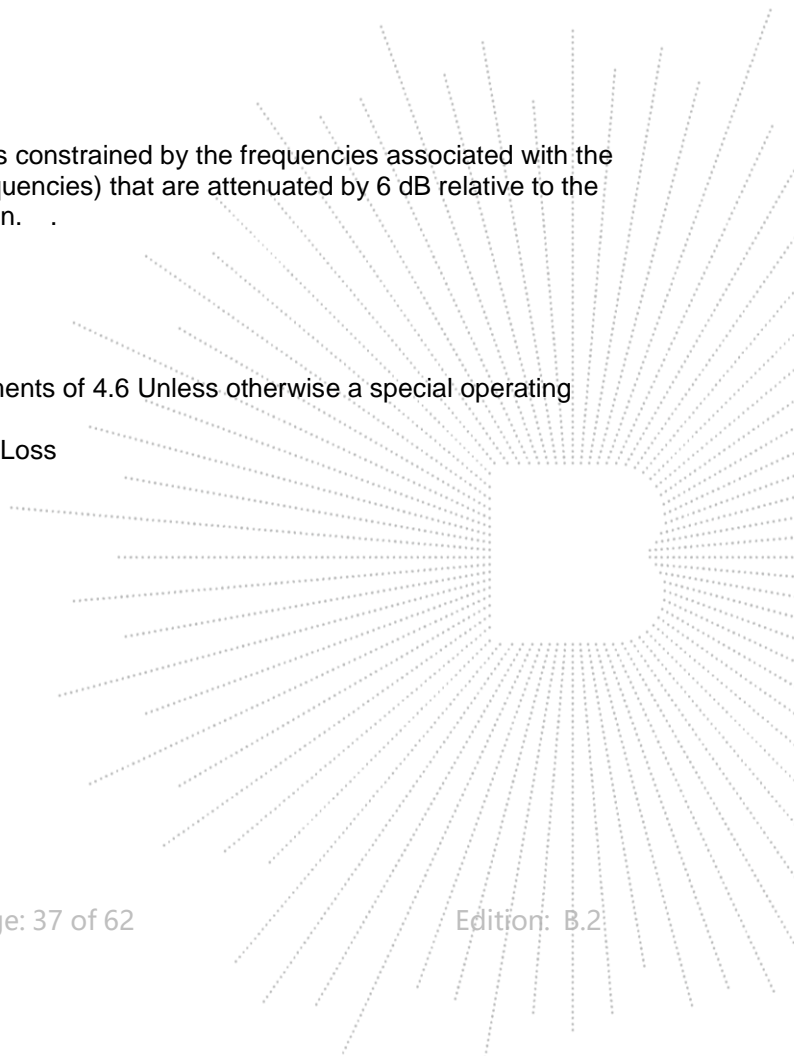 s constrained by the frequencies associated with the
quencies) that are attenuated by 6 dB relative to the
n. .
nents of 4.6 Unless otherwise a special operating
Loss
ge: 37 of 62 Edition: B.2